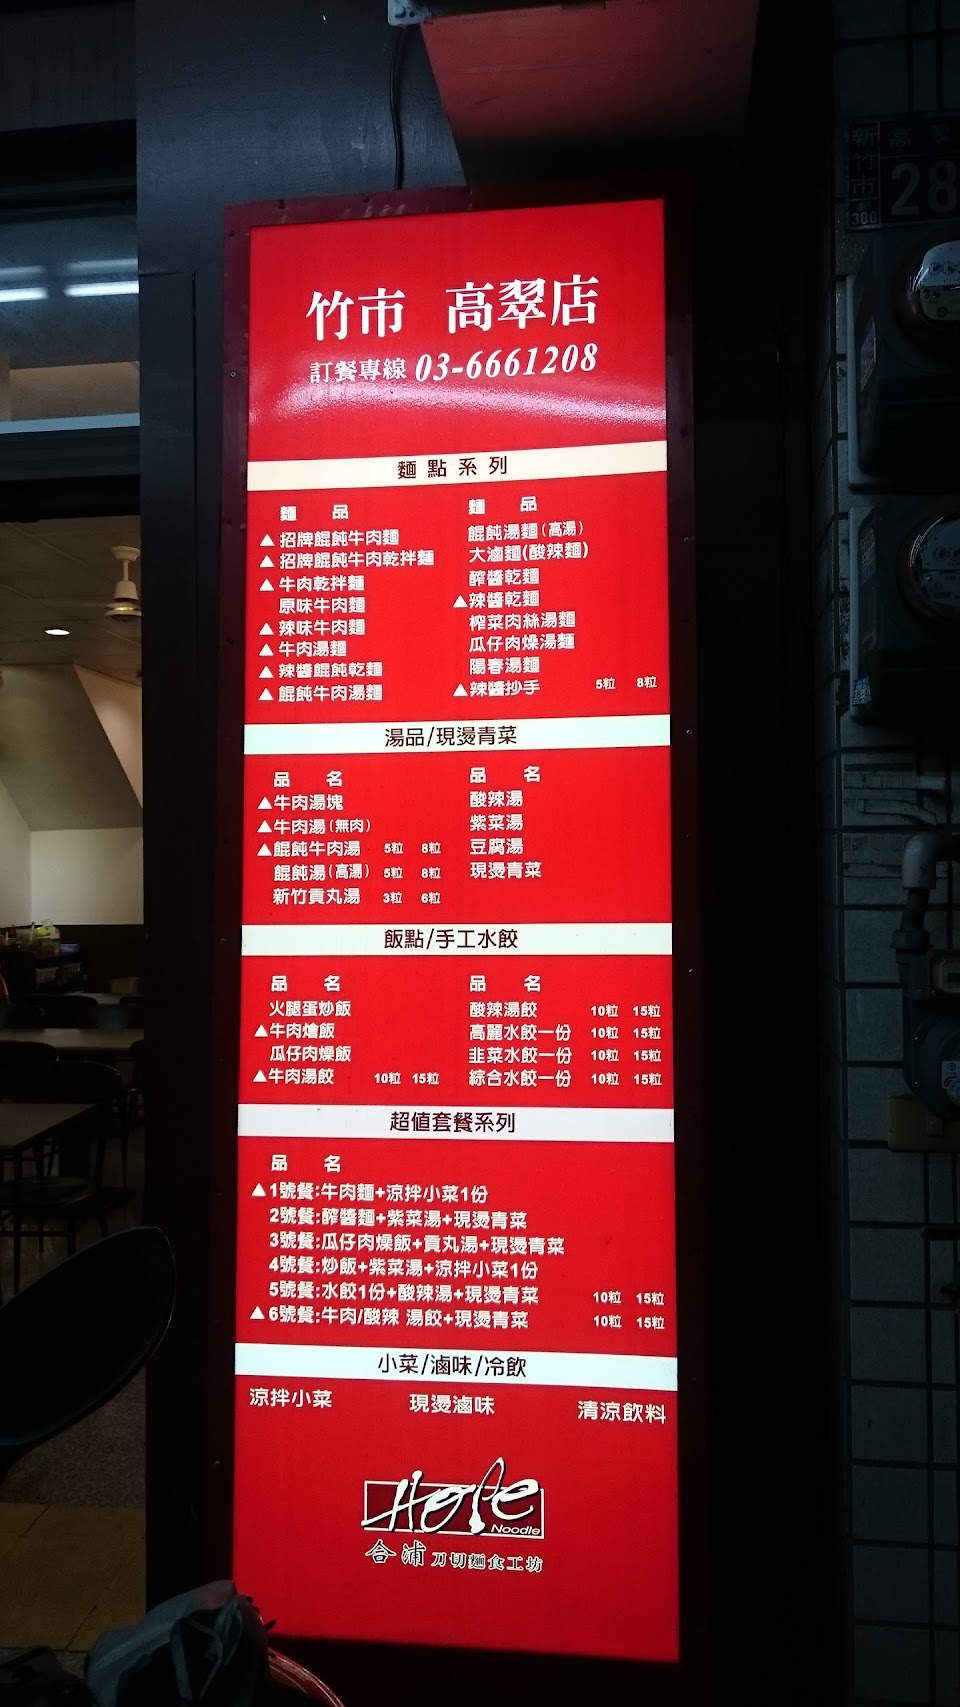 竹市 高翠店
訂餐專線 03-6661208
麵點系列
麵 品
▲招牌餛飩牛肉麵
▲招牌餛飩牛肉乾拌麵
▲牛肉乾拌麵
原味牛肉麵
▲辣味牛肉麵
▲牛肉湯麵
▲辣醬餛飩乾麵
▲餛飩牛肉湯麵
麵 品
餛飩湯麵(高湯)
大滷麵(酸辣麵)
醡醬乾麵
▲辣醬乾麵
榨菜肉絲湯麵
瓜仔肉燥湯麵
陽春湯麵
▲辣醬抄手 5粒 8粒
湯品/現燙青菜
品 名
▲牛肉湯塊
▲牛肉湯(無肉)
▲餛飩牛肉湯 5粒 8粒
餛飩湯(高湯) 5粒 8粒
新竹貢丸湯 3粒 6粒
品 名
酸辣湯
紫菜湯
豆腐湯
現燙青菜
飯點/手工水餃
品 名
火腿蛋炒飯
▲牛肉燴飯
瓜仔肉燥飯
▲牛肉湯餃 10粒 15粒
品 名
酸辣湯餃 10粒 15粒
高麗水餃一份 10粒 15粒
韭菜水餃一份 10粒 15粒
綜合水餃一份 10粒 15粒
超值套餐系列
品 名
▲1號餐:牛肉麵+涼拌小菜1份
2號餐:醡醬麵+紫菜湯+現燙青菜
3號餐:瓜仔肉燥飯+貢丸湯+現燙青菜
4號餐:炒飯+紫菜湯+涼拌小菜1份
5號餐:水餃1份+酸辣湯+現燙青菜 10粒 15粒
▲6號餐:牛肉/酸辣 湯餃+現燙青菜 10粒 15粒
小菜/滷味/冷飲
涼拌小菜 現燙滷味 清涼飲料
Hope
Noodle
合浦刀切麵食工坊
新竹市
300
高翠
28